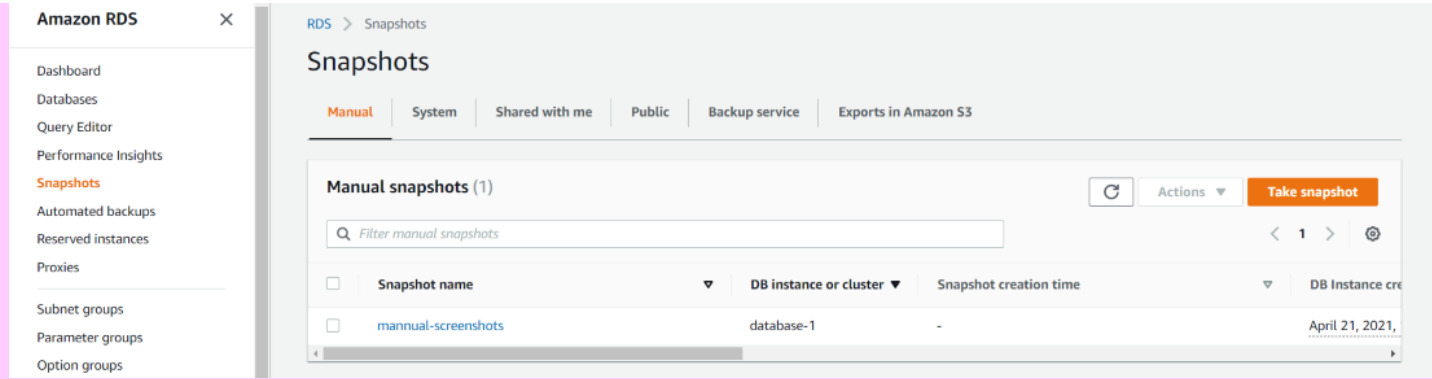 Amazon RDS
Dashboard
Databases
Query Editor
Performance Insights
Snapshots
Automated backups
Reserved instances
Proxies
Subnet groups
Parameter groups
Option groups
RDS > Snapshots
Snapshots
Manual System Shared with me Public Backup service Exports in Amazon S3
Manual snapshots (1)
Actions Take snapshot
Filter manual snapshots
1
Snapshot name DB instance or cluster Snapshot creation time DB Instance cre
mannual-screenshots database-1 - April 21, 2021,